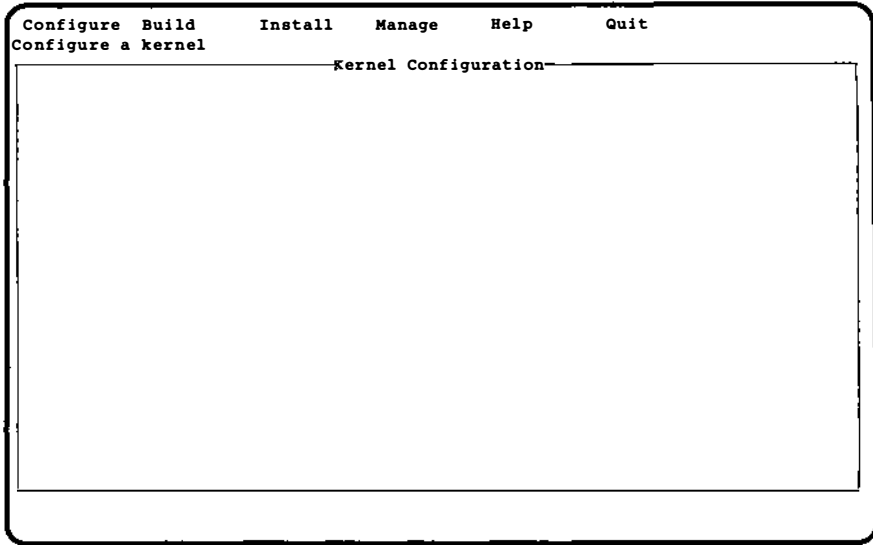 Configure Build Install Manage Help Quit
Configure a kernel
Kernel Configuration